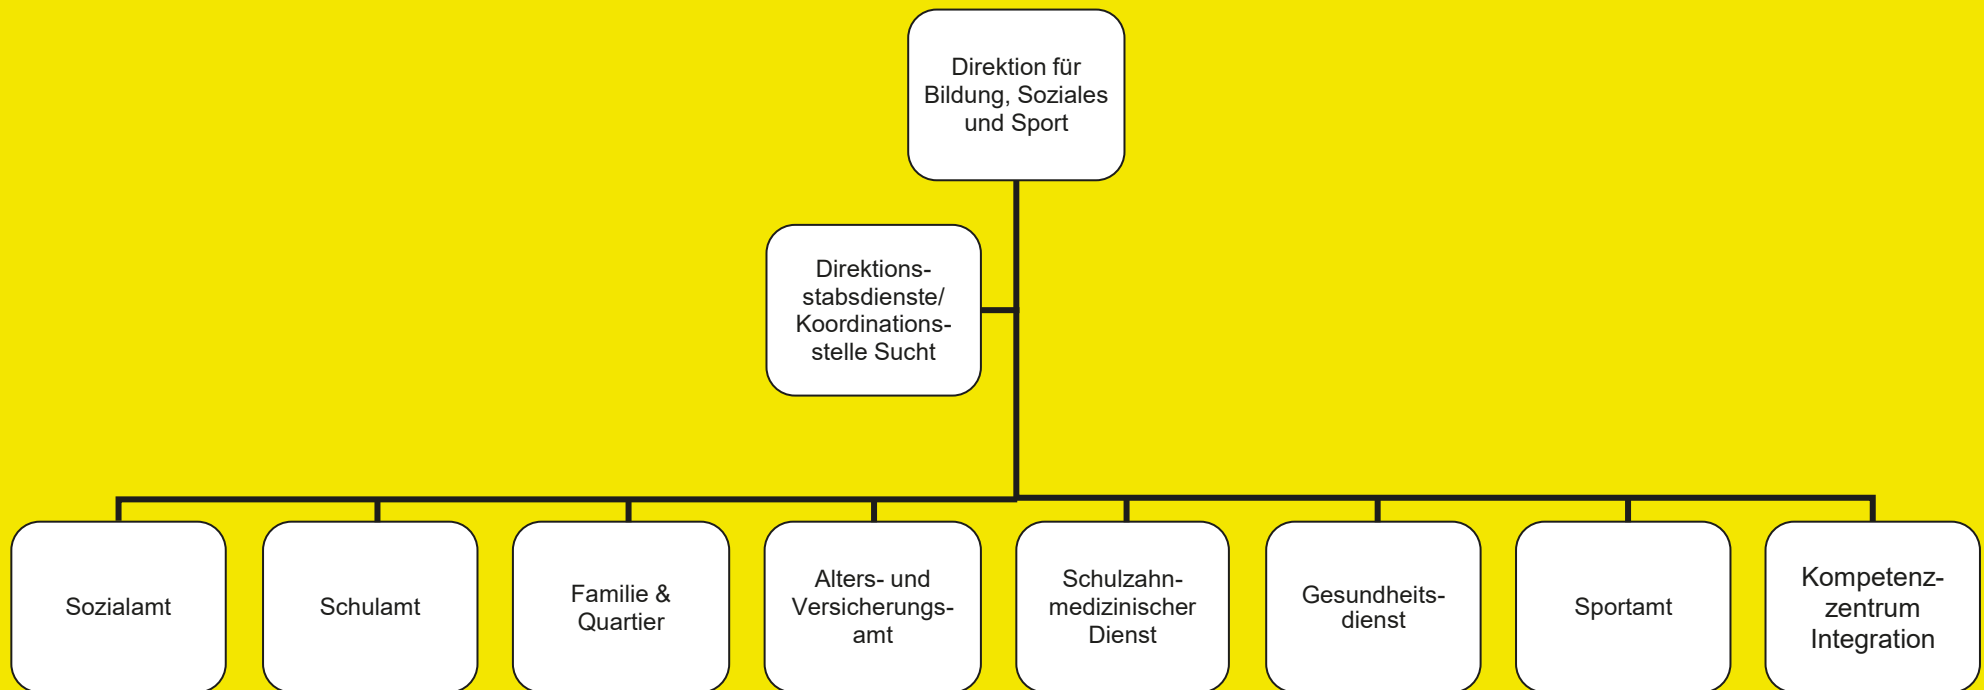 Direktion für
Bildung, Soziales
und Sport
Direktions-
stabsdienste/
Koordinations-
stelle Sucht
Sozialamt
Schulamt
Familie &
Quartier
Alters- und
Versicherungs-
amt
Schulzahn-
medizinischer
Dienst
Gesundheits-
dienst
Sportamt
Kompetenz-
zentrum
Integration